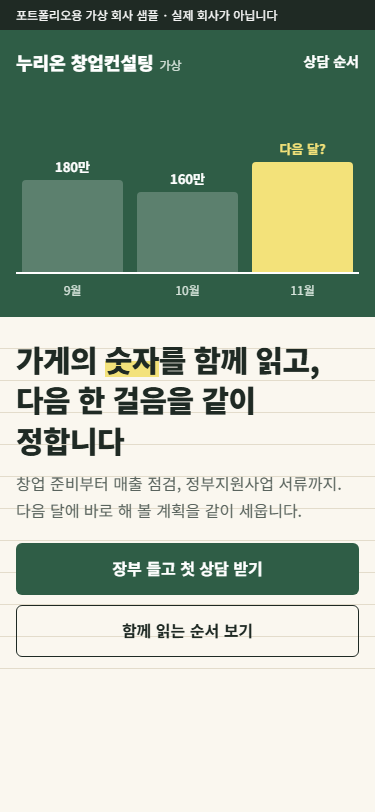 포트폴리오용 가상 회사 샘플 · 실제 회사가 아닙니다
누리온 창업컨설팅 가상
상담 순서
다음 달?
180만
160만
9월
10월
11월
가게의 숫자를 함께 읽고,
다음 한 걸음을 같이
정합니다
창업 준비부터 매출 점검, 정부지원사업 서류까지.
다음 달에 바로 해 볼 계획을 같이 세웁니다.
장부 들고 첫 상담 받기
함께 읽는 순서 보기